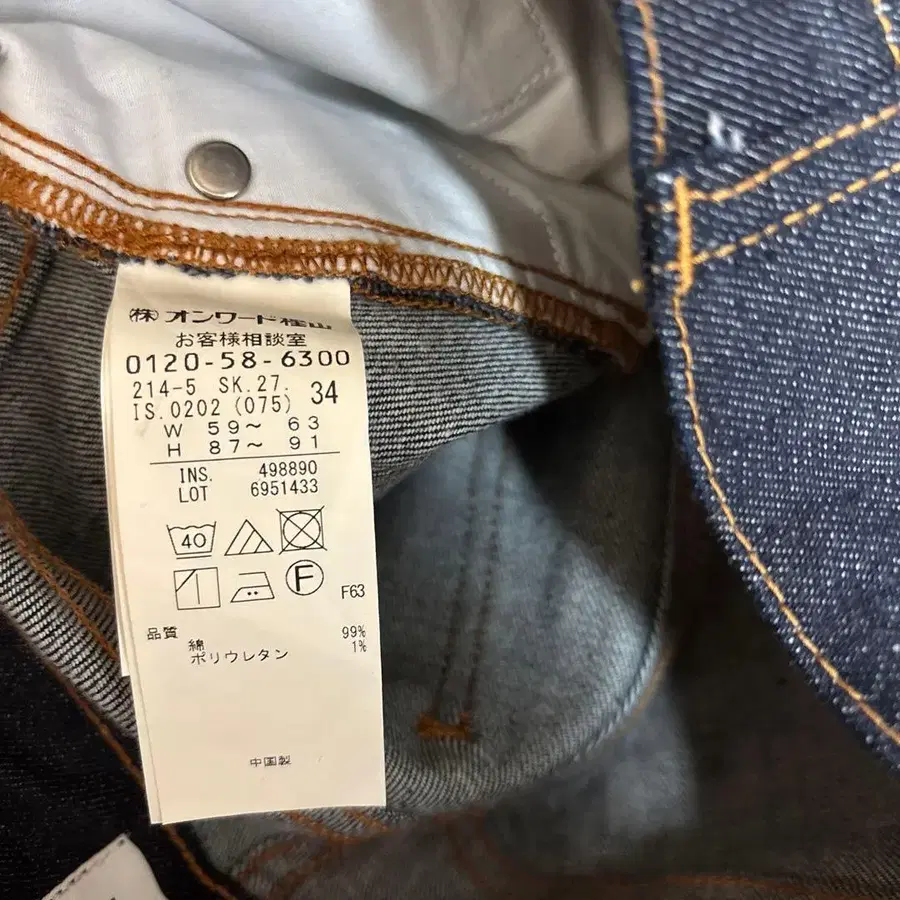 ㈱オンワード樫山
お客様相談室
0120-58-6300
214-5 SK.27. 34
IS.0202 (075)
W 59~ 63
H 87~ 91
INS. 498890
LOT 6951433
40
F
F63
品質
綿 99%
ポリウレタン 1%
中国製